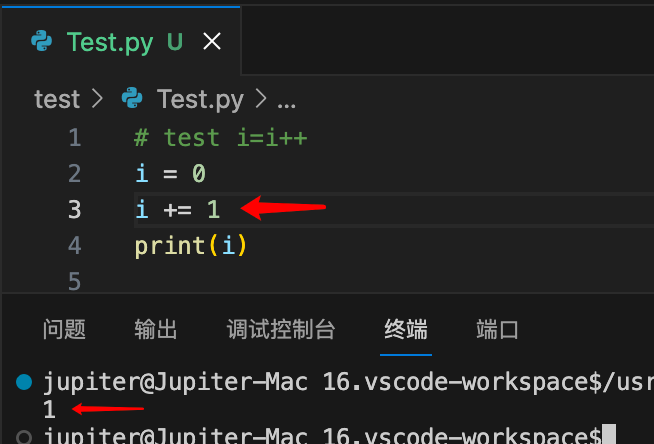 Test.py U
test > Test.py > ...
1 # test i=i++
2 i = 0
3 i += 1
4 print(i)
5
问题 输出 调试控制台 终端 端口
jupiter@Jupiter-Mac 16.vscode-workspace$/usr
1
jupiter@Jupiter-Mac 16.vscode-workspace$